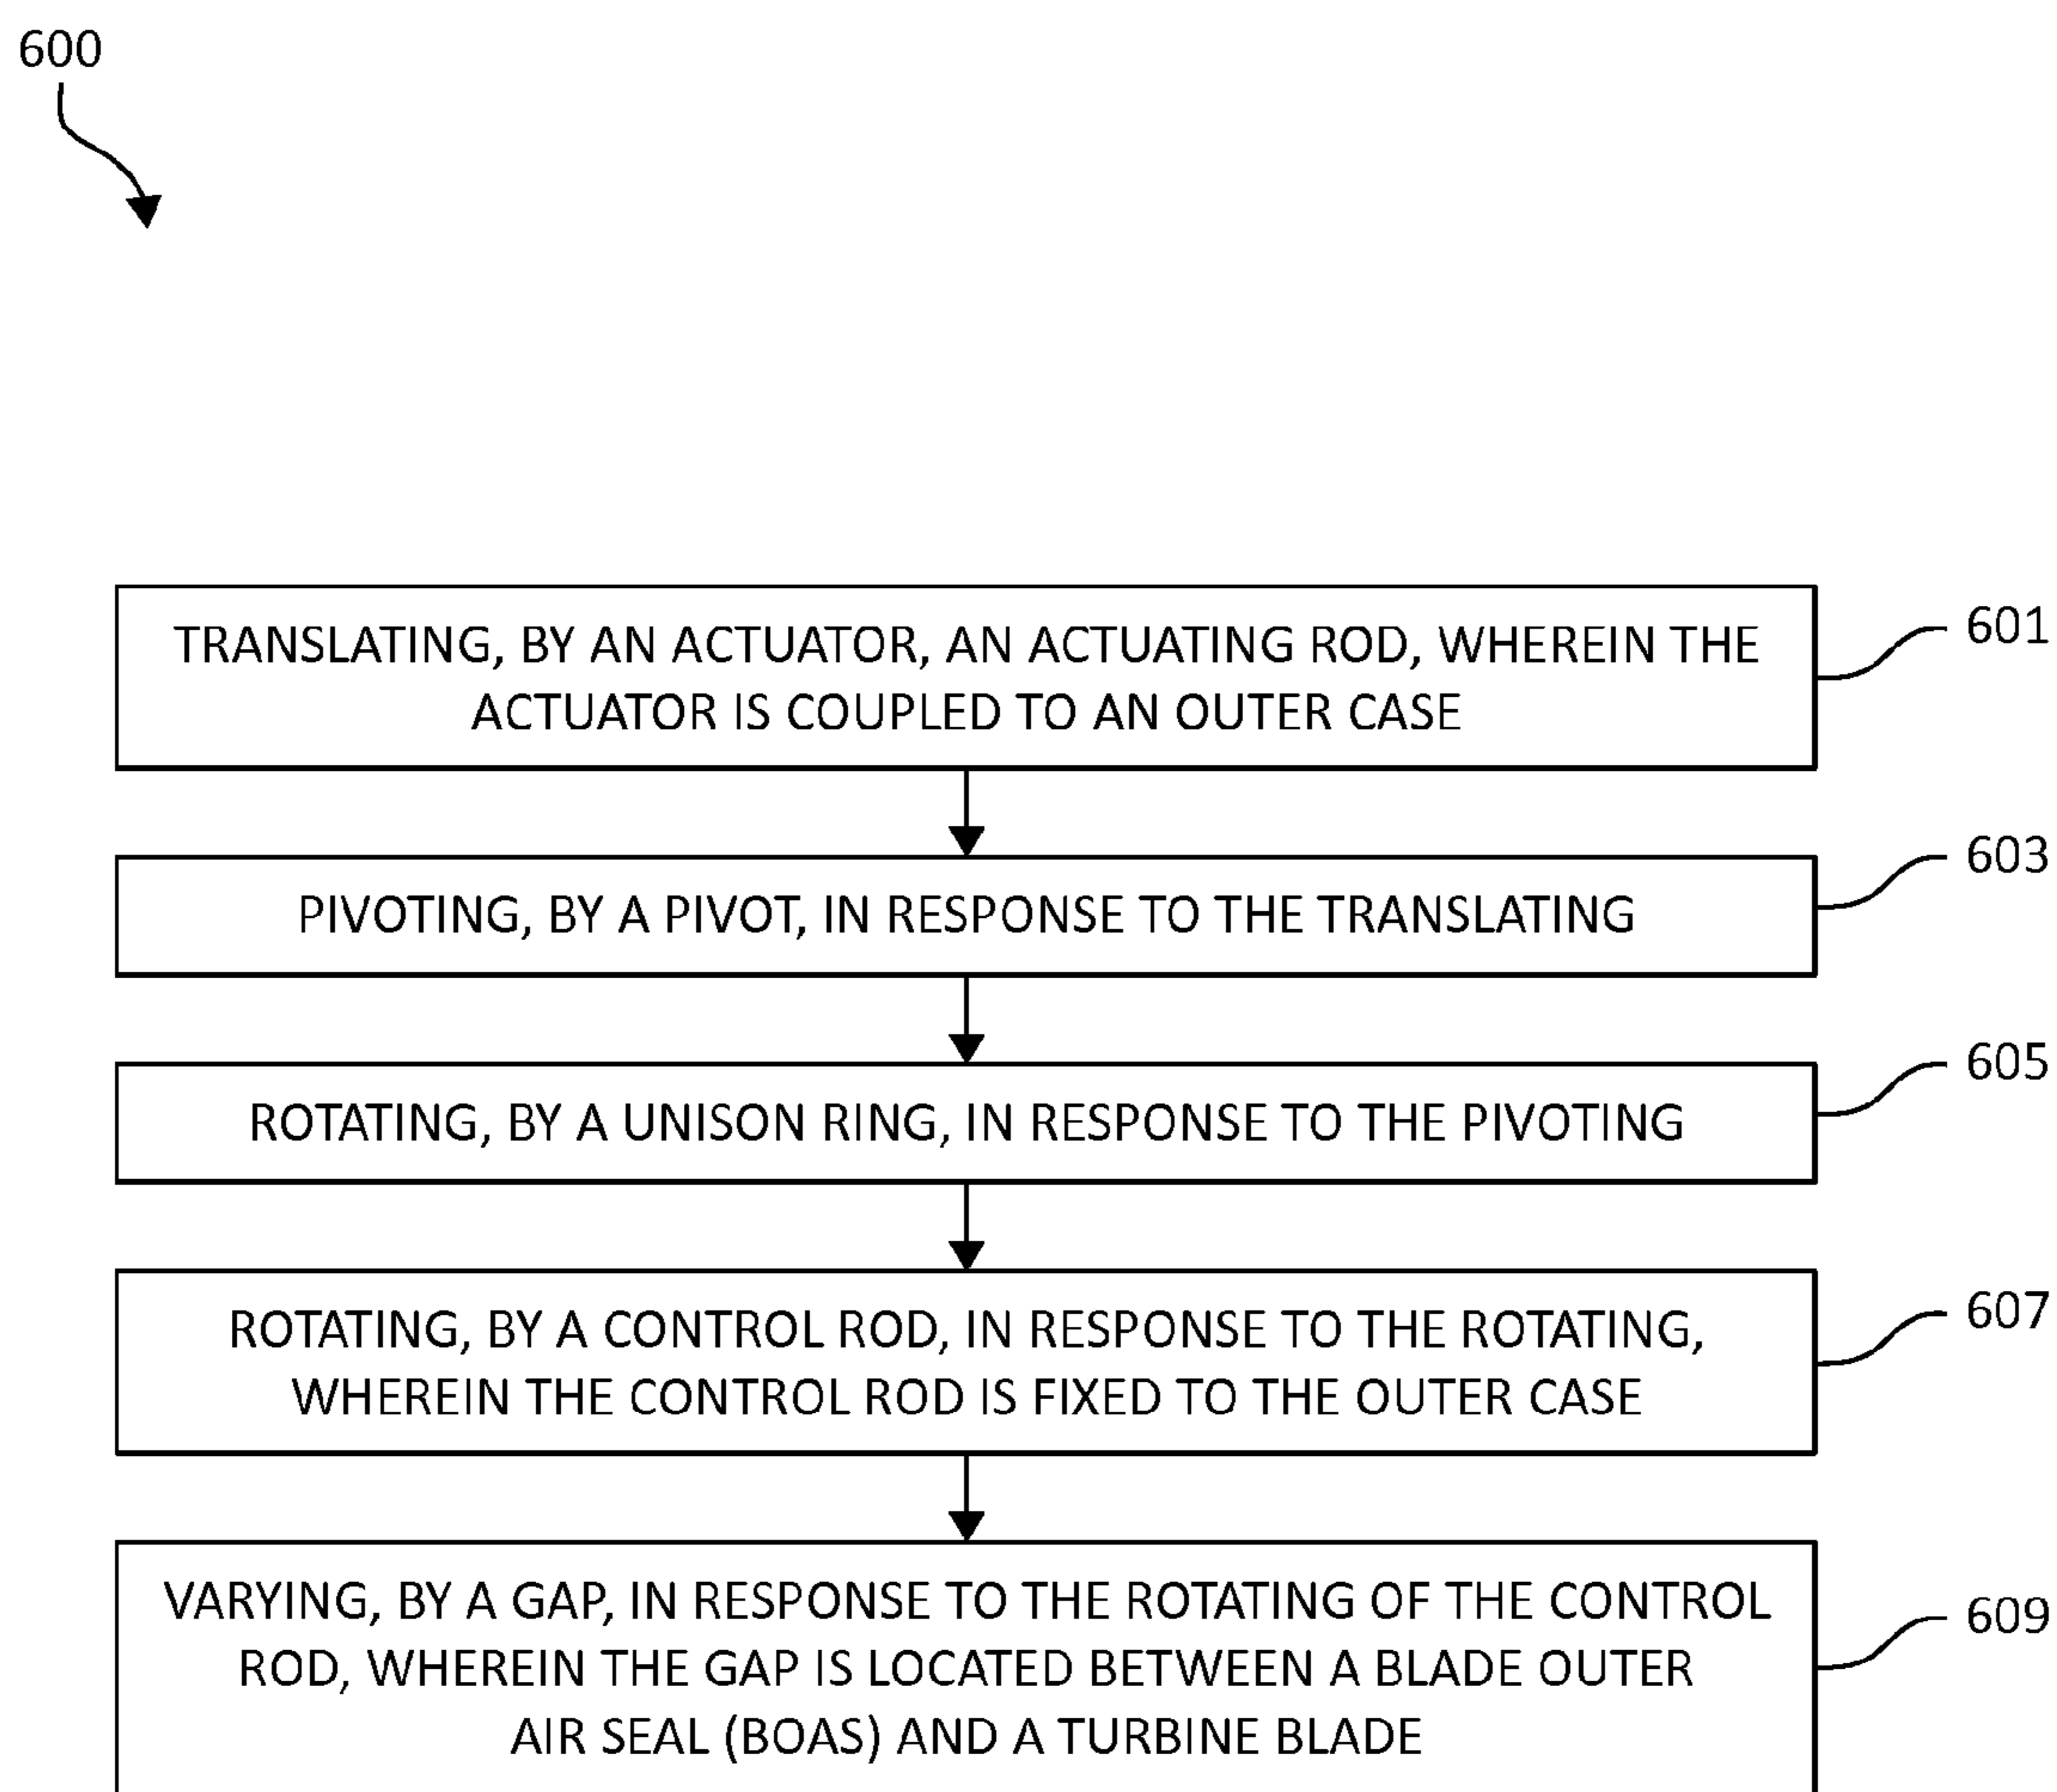 600
TRANSLATING, BY AN ACTUATOR, AN ACTUATING ROD, WHEREIN THE
ACTUATOR IS COUPLED TO AN OUTER CASE
601
PIVOTING, BY A PIVOT, IN RESPONSE TO THE TRANSLATING
603
ROTATING, BY A UNISON RING, IN RESPONSE TO THE PIVOTING
605
ROTATING, BY A CONTROL ROD, IN RESPONSE TO THE ROTATING,
WHEREIN THE CONTROL ROD IS FIXED TO THE OUTER CASE
607
VARYING, BY A GAP, IN RESPONSE TO THE ROTATING OF THE CONTROL
ROD, WHEREIN THE GAP IS LOCATED BETWEEN A BLADE OUTER
AIR SEAL (BOAS) AND A TURBINE BLADE
609